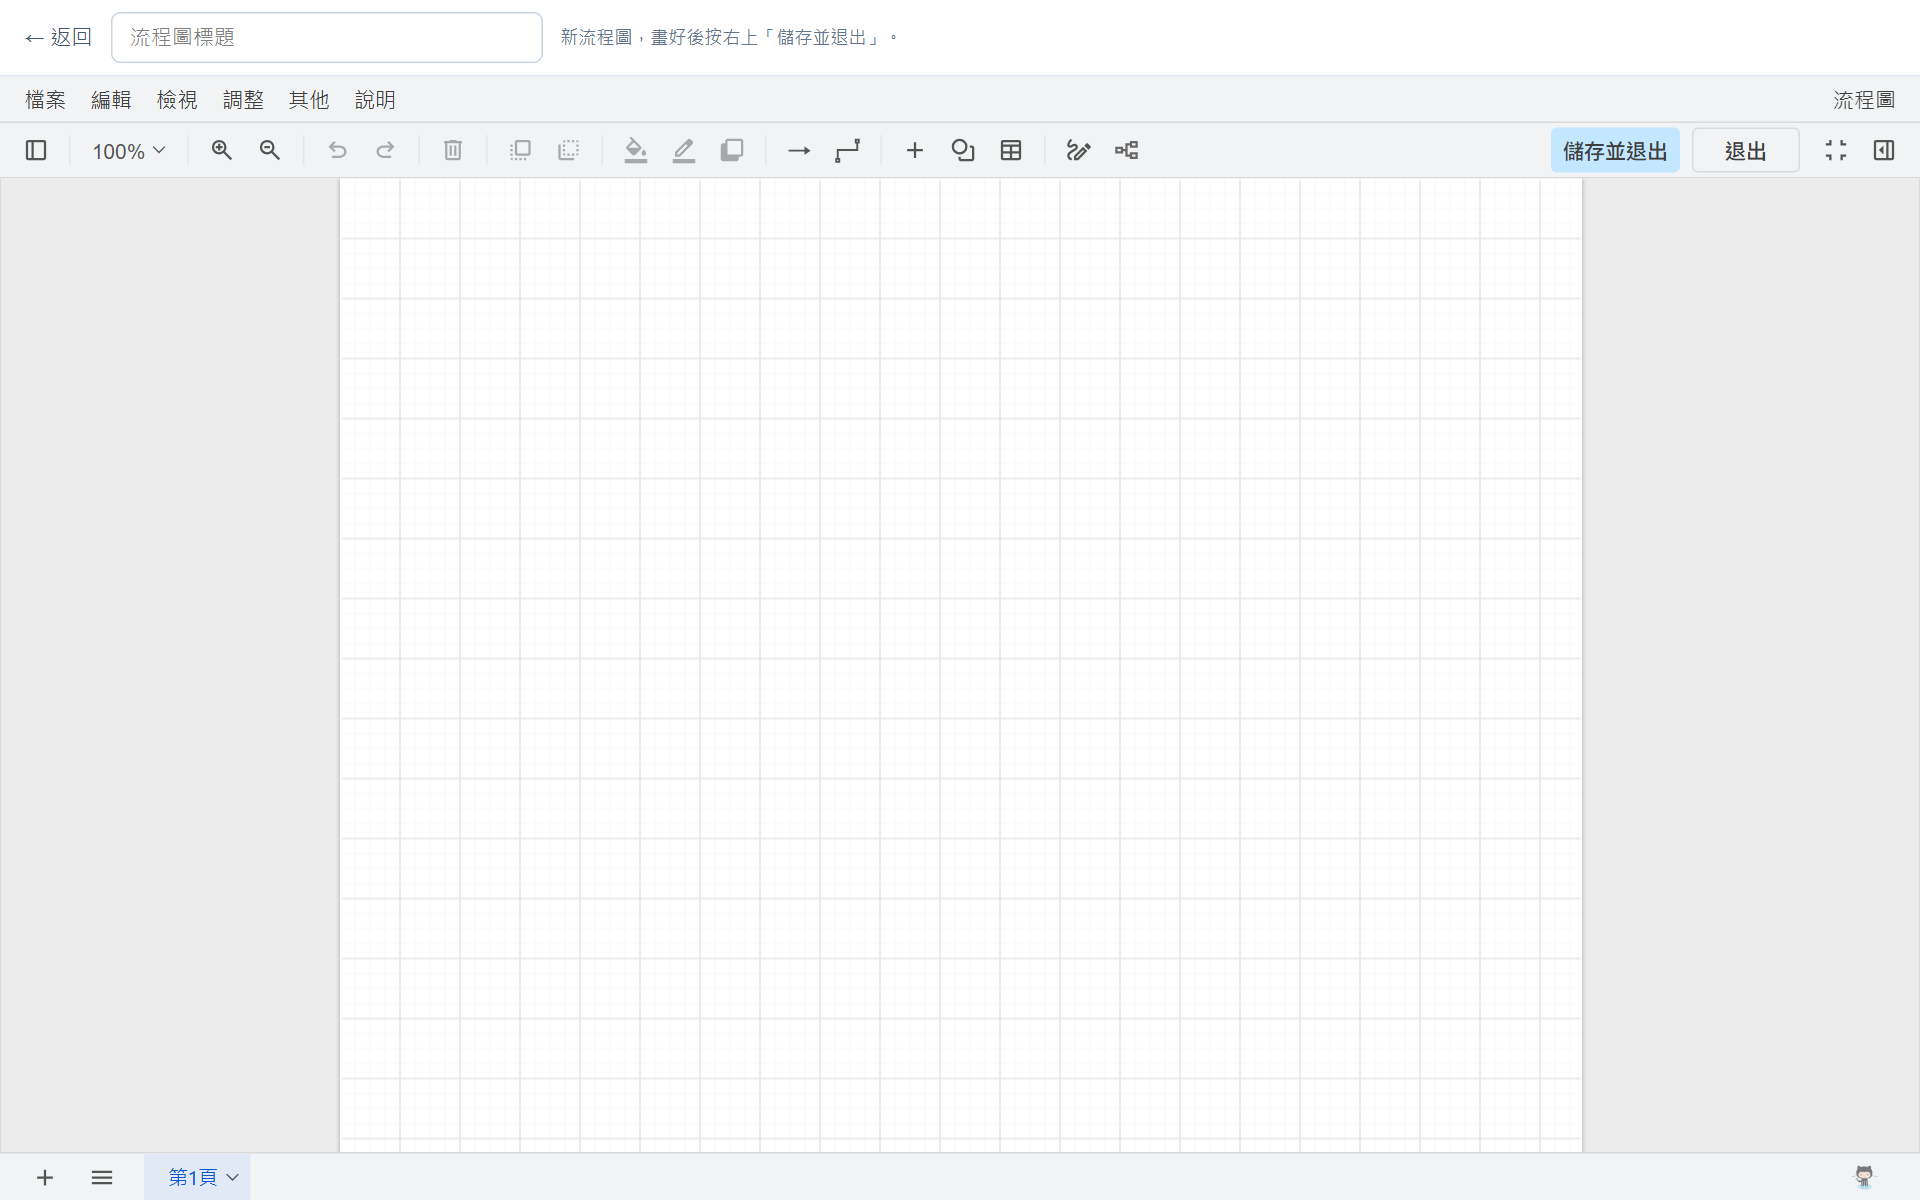 ← 返回
流程圖標題
新流程圖，畫好後按右上「儲存並退出」。
檔案 編輯 檢視 調整 其他 說明
流程圖
100%
儲存並退出
退出
第1頁